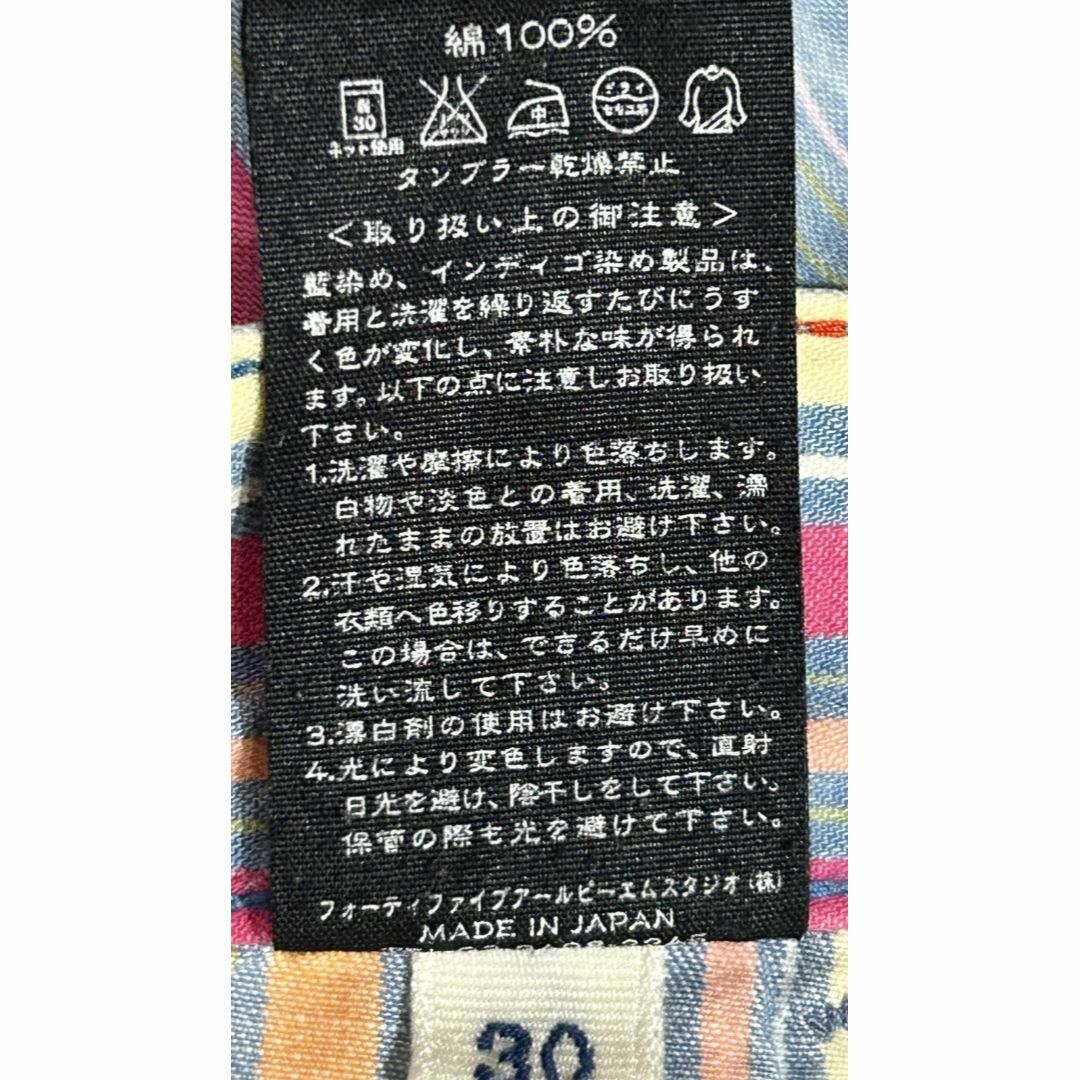 綿100%
弱
30
中
ドライ
セキユ系
ネット使用
タンブラー乾燥禁止
<取り扱い上の御注意>
藍染め、インディゴ染め製品は、
着用と洗濯を繰り返すたびにうす
く色が変化し、素朴な味が得られ
ます。以下の点に注意しお取り扱い
下さい。
1.洗濯や摩擦により色落ちします。
白物や淡色との着用、洗濯、濡
れたままの放置はお避け下さい。
2.汗や湿気により色落ちし、他の
衣類へ色移りすることがあります。
この場合は、できるだけ早めに
洗い流して下さい。
3.漂白剤の使用はお避け下さい。
4.光により変色しますので、直射
日光を避け、陰干しをして下さい。
保管の際も光を避けて下さい。
フォーティファイブアールピーエムスタジオ(株)
MADE IN JAPAN
30